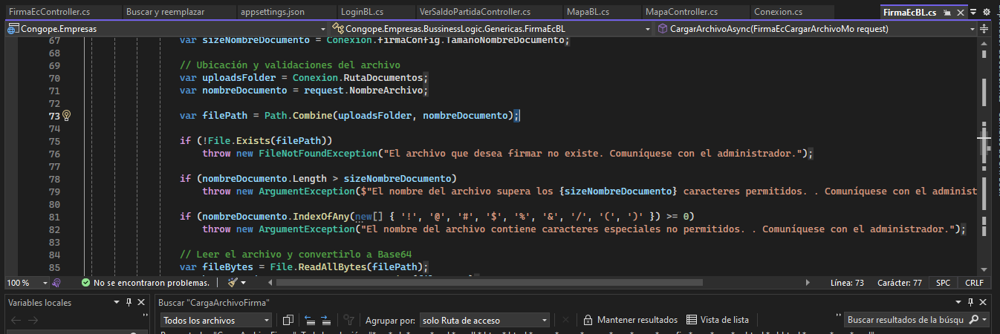 FirmaEcController.cs Buscar y reemplazar appsettings.json LoginBL.cs VerSaldoPartidaController.cs MapaBL.cs MapaController.cs Conexion.cs FirmaEcBL.cs
Congope.Empresas Congope.Empresas.BussinessLogic.Genericas.FirmaEcBL CargarArchivoAsync(FirmaEcCargarArchivoMo request)
67 var sizeNombreDocumento = Conexion.firmaConfig.TamanoNombreDocumento;
68
69 // Ubicación y validaciones del archivo
70 var uploadsFolder = Conexion.RutaDocumentos;
71 var nombreDocumento = request.NombreArchivo;
72
73 var filePath = Path.Combine(uploadsFolder, nombreDocumento);
74
75 if (!File.Exists(filePath))
76 throw new FileNotFoundException("El archivo que desea firmar no existe. Comuníquese con el administrador.");
77
78 if (nombreDocumento.Length > sizeNombreDocumento)
79 throw new ArgumentException($"El nombre del archivo supera los {sizeNombreDocumento} caracteres permitidos. . Comuníquese con el administ
80
81 if (nombreDocumento.IndexOfAny(new[] { '!', '@', '#', '$', '%', '&', '/', '(', ')' }) >= 0)
82 throw new ArgumentException("El nombre del archivo contiene caracteres especiales no permitidos. . Comuníquese con el administrador.");
83
84 // Leer el archivo y convertirlo a Base64
85 var fileBytes = File.ReadAllBytes(filePath);
100 % No se encontraron problemas. Línea: 73 Carácter: 77 SPC CRLF
Variables locales Buscar "CargaArchivoFirma"
Todos los archivos Agrupar por: solo Ruta de acceso Mantener resultados Vista de lista Buscar resultados de la búsqu